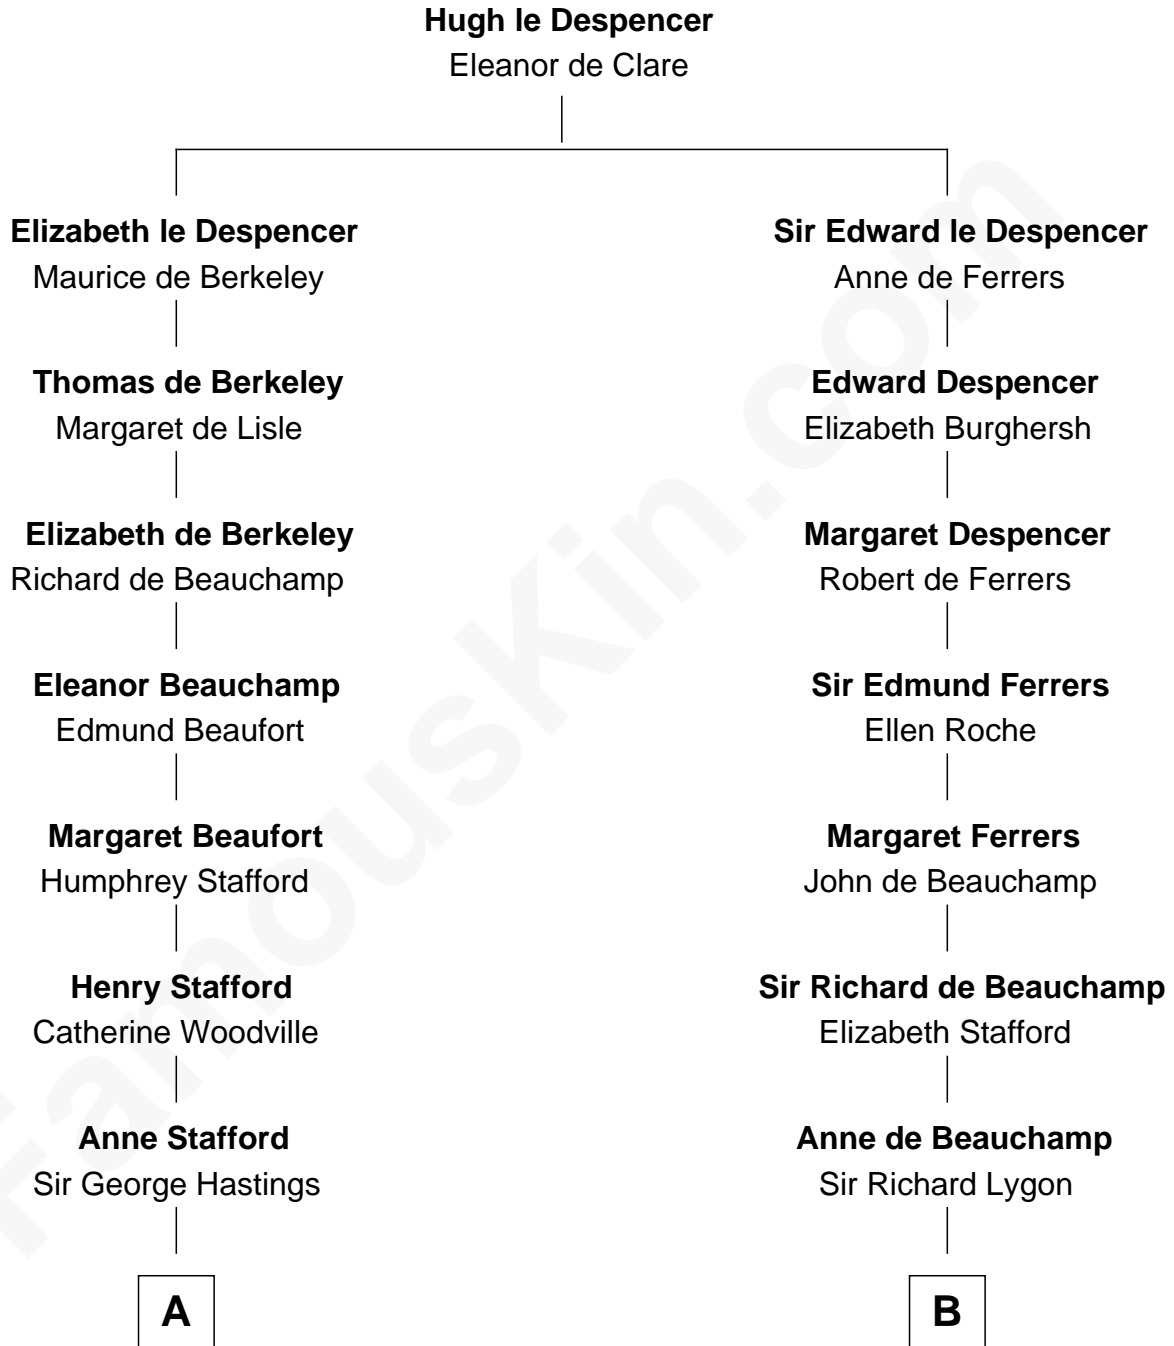 Hugh le Despencer
Eleanor de Clare
Elizabeth le Despencer
Maurice de Berkeley
Sir Edward le Despencer
Anne de Ferrers
Thomas de Berkeley
Margaret de Lisle
Edward Despencer
Elizabeth Burghersh
Elizabeth de Berkeley
Richard de Beauchamp
Margaret Despencer
Robert de Ferrers
Eleanor Beauchamp
Edmund Beaufort
Sir Edmund Ferrers
Ellen Roche
Margaret Beaufort
Humphrey Stafford
Margaret Ferrers
John de Beauchamp
Henry Stafford
Catherine Woodville
Sir Richard de Beauchamp
Elizabeth Stafford
Anne Stafford
Sir George Hastings
Anne de Beauchamp
Sir Richard Lygon
A
B
FamousKin.com